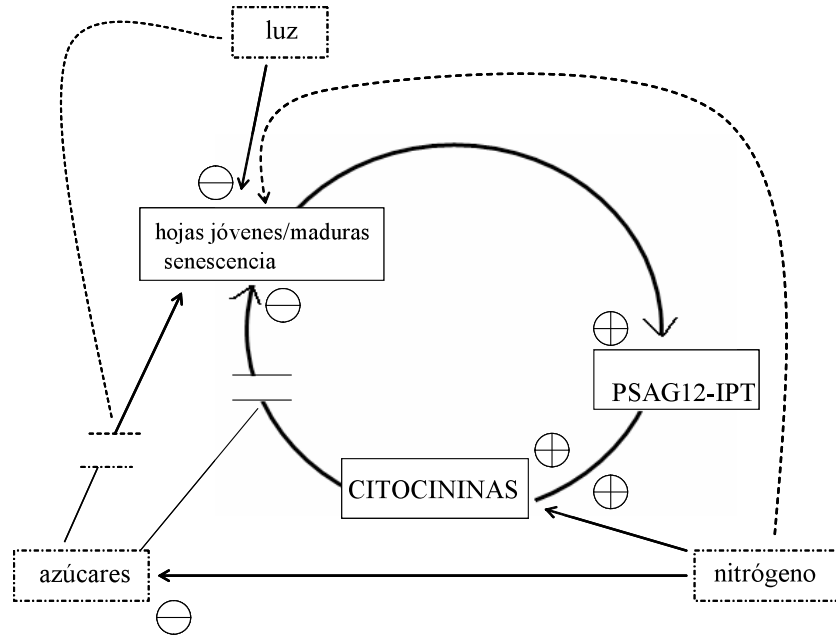 luz
hojas jóvenes/maduras
senescencia
PSAG12-IPT
CITOCININAS
azúcares
nitrógeno